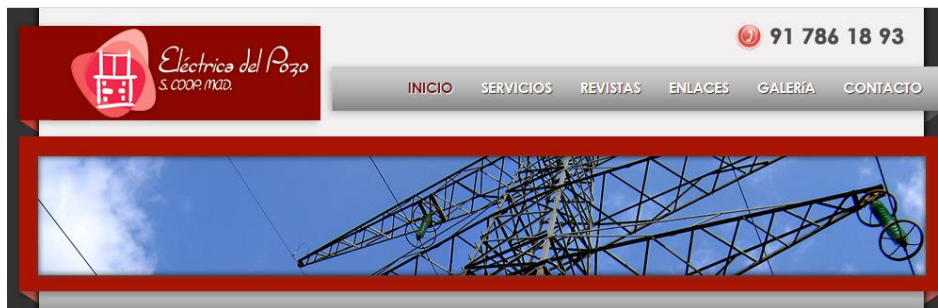 91 786 18 93
Eléctrica del Pozo
S. COOP. MAD.
INICIO SERVICIOS REVISTAS ENLACES GALERÍA CONTACTO